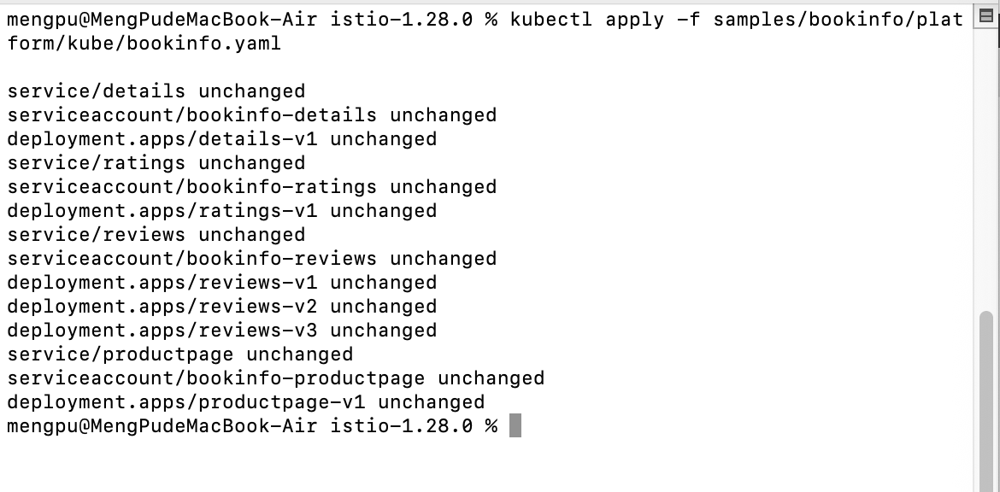 mengpu@MengPudeMacBook-Air istio-1.28.0 % kubectl apply -f samples/bookinfo/plat
form/kube/bookinfo.yaml
service/details unchanged
serviceaccount/bookinfo-details unchanged
deployment.apps/details-v1 unchanged
service/ratings unchanged
serviceaccount/bookinfo-ratings unchanged
deployment.apps/ratings-v1 unchanged
service/reviews unchanged
serviceaccount/bookinfo-reviews unchanged
deployment.apps/reviews-v1 unchanged
deployment.apps/reviews-v2 unchanged
deployment.apps/reviews-v3 unchanged
service/productpage unchanged
serviceaccount/bookinfo-productpage unchanged
deployment.apps/productpage-v1 unchanged
mengpu@MengPudeMacBook-Air istio-1.28.0 %